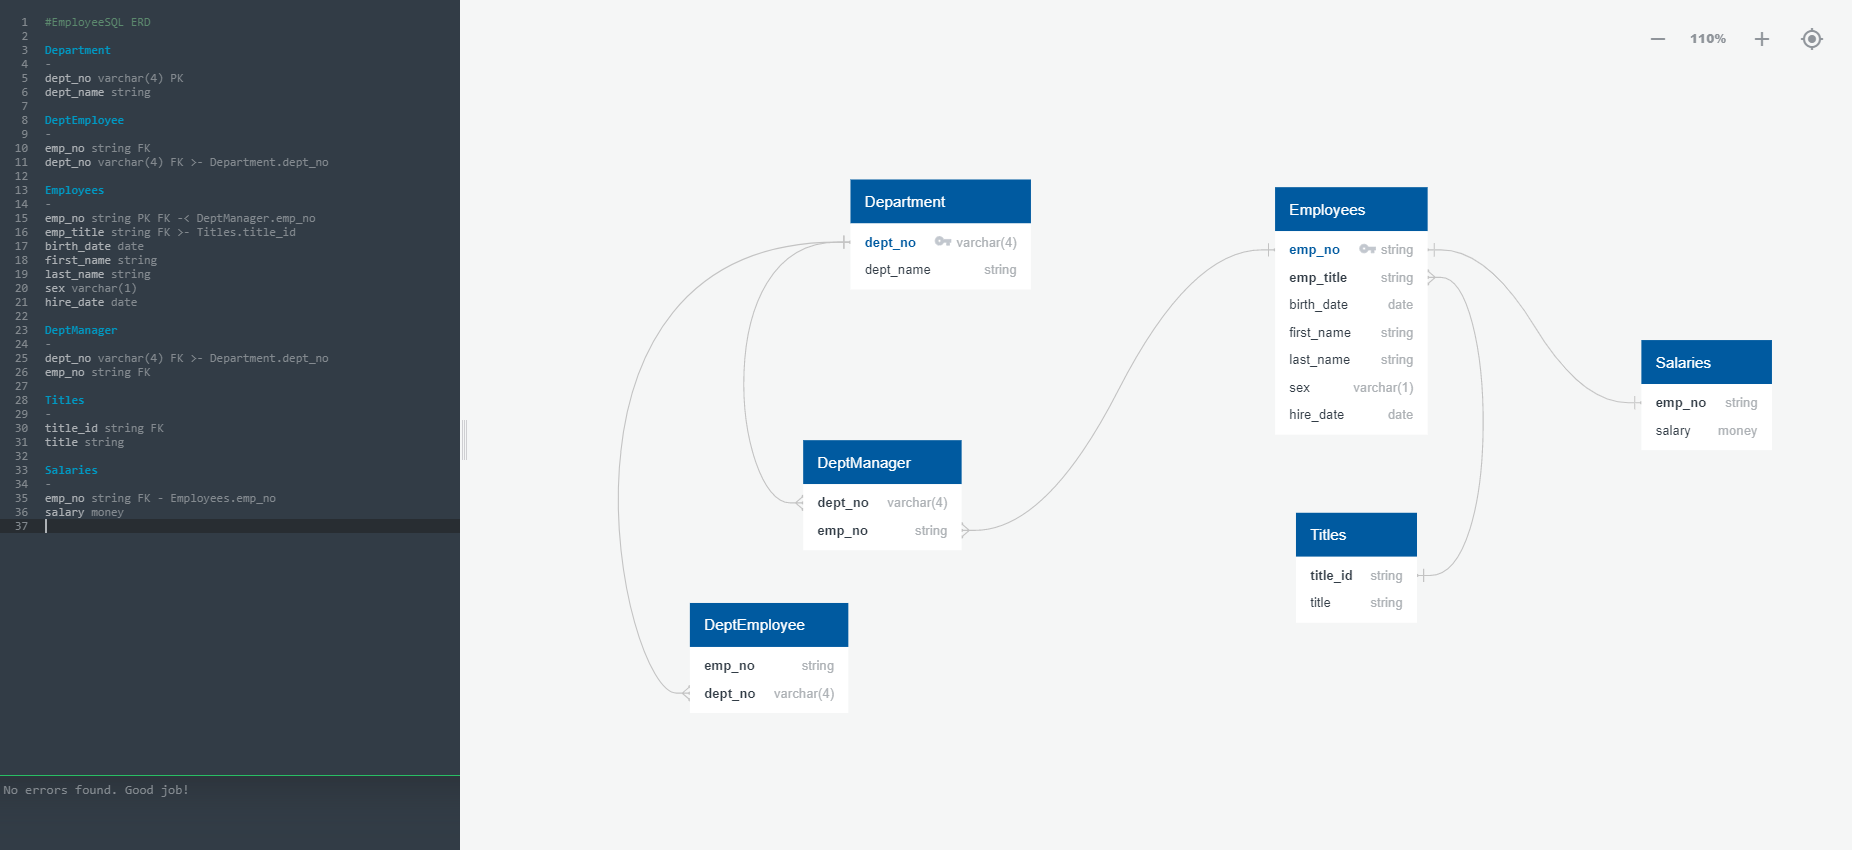 1 #EmployeeSQL ERD
2
3 Department
4 -
5 dept_no varchar(4) PK
6 dept_name string
7
8 DeptEmployee
9 -
10 emp_no string FK
11 dept_no varchar(4) FK >- Department.dept_no
12
13 Employees
14 -
15 emp_no string PK FK -< DeptManager.emp_no
16 emp_title string FK >- Titles.title_id
17 birth_date date
18 first_name string
19 last_name string
20 sex varchar(1)
21 hire_date date
22
23 DeptManager
24 -
25 dept_no varchar(4) FK >- Department.dept_no
26 emp_no string FK
27
28 Titles
29 -
30 title_id string FK
31 title string
32
33 Salaries
34 -
35 emp_no string FK - Employees.emp_no
36 salary money
37
No errors found. Good job!
110%
Department
dept_no varchar(4)
dept_name string
Employees
emp_no string
emp_title string
birth_date date
first_name string
last_name string
sex varchar(1)
hire_date date
Salaries
emp_no string
salary money
DeptManager
dept_no varchar(4)
emp_no string
Titles
title_id string
title string
DeptEmployee
emp_no string
dept_no varchar(4)